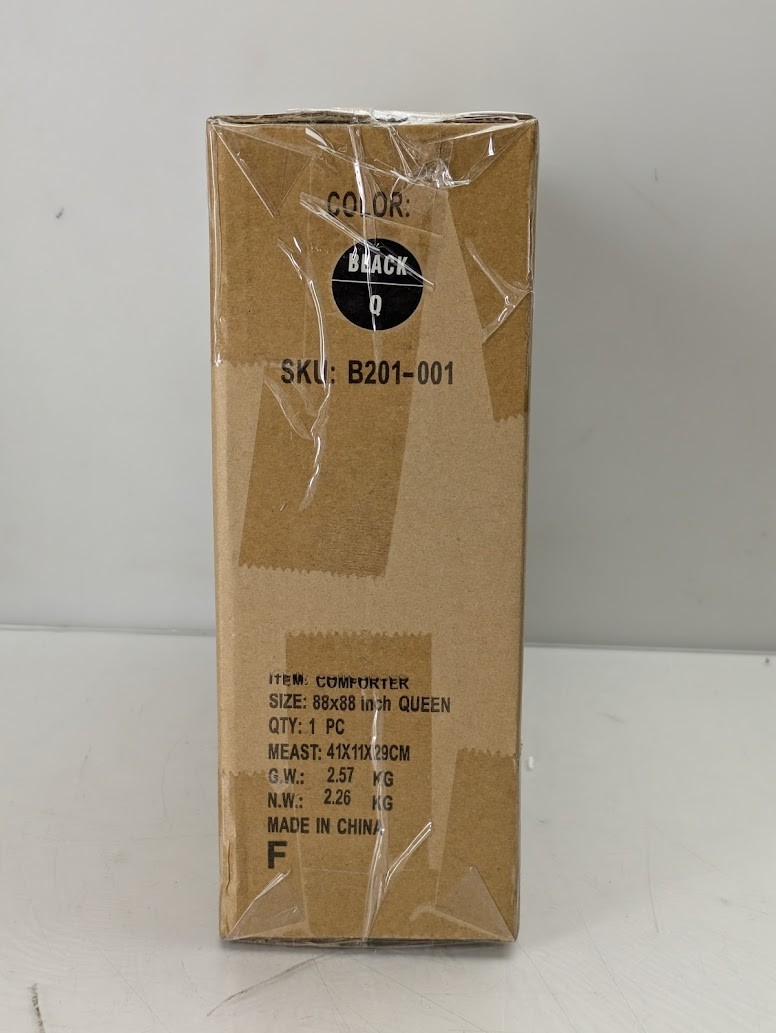 COLOR:
BLACK
Q
SKU: B201-001
ITEM: COMFORTER
SIZE: 88x88 inch QUEEN
QTY: 1 PC
MEAST: 41X11X29CM
G.W.: 2.57 KG
N.W.: 2.26 KG
MADE IN CHINA
F